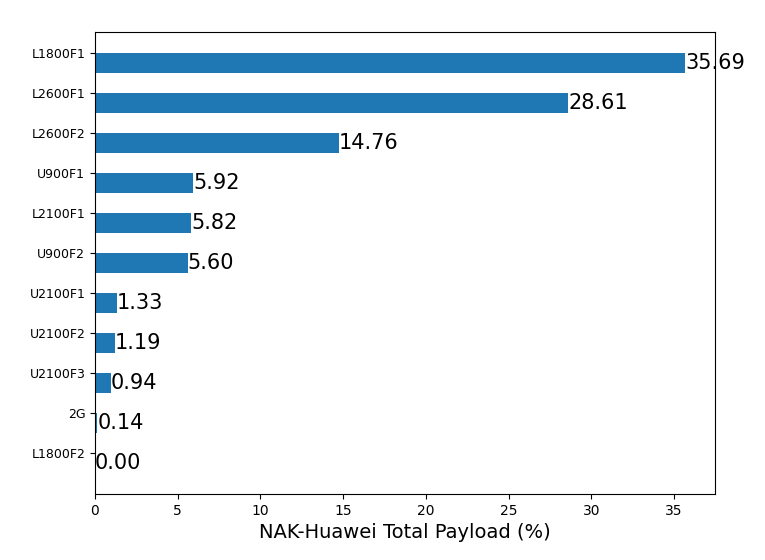 L1800F1 35.69
L2600F1 28.61
L2600F2 14.76
U900F1 5.92
L2100F1 5.82
U900F2 5.60
U2100F1 1.33
U2100F2 1.19
U2100F3 0.94
2G 0.14
L1800F2 0.00
0 5 10 15 20 25 30 35
NAK-Huawei Total Payload (%)